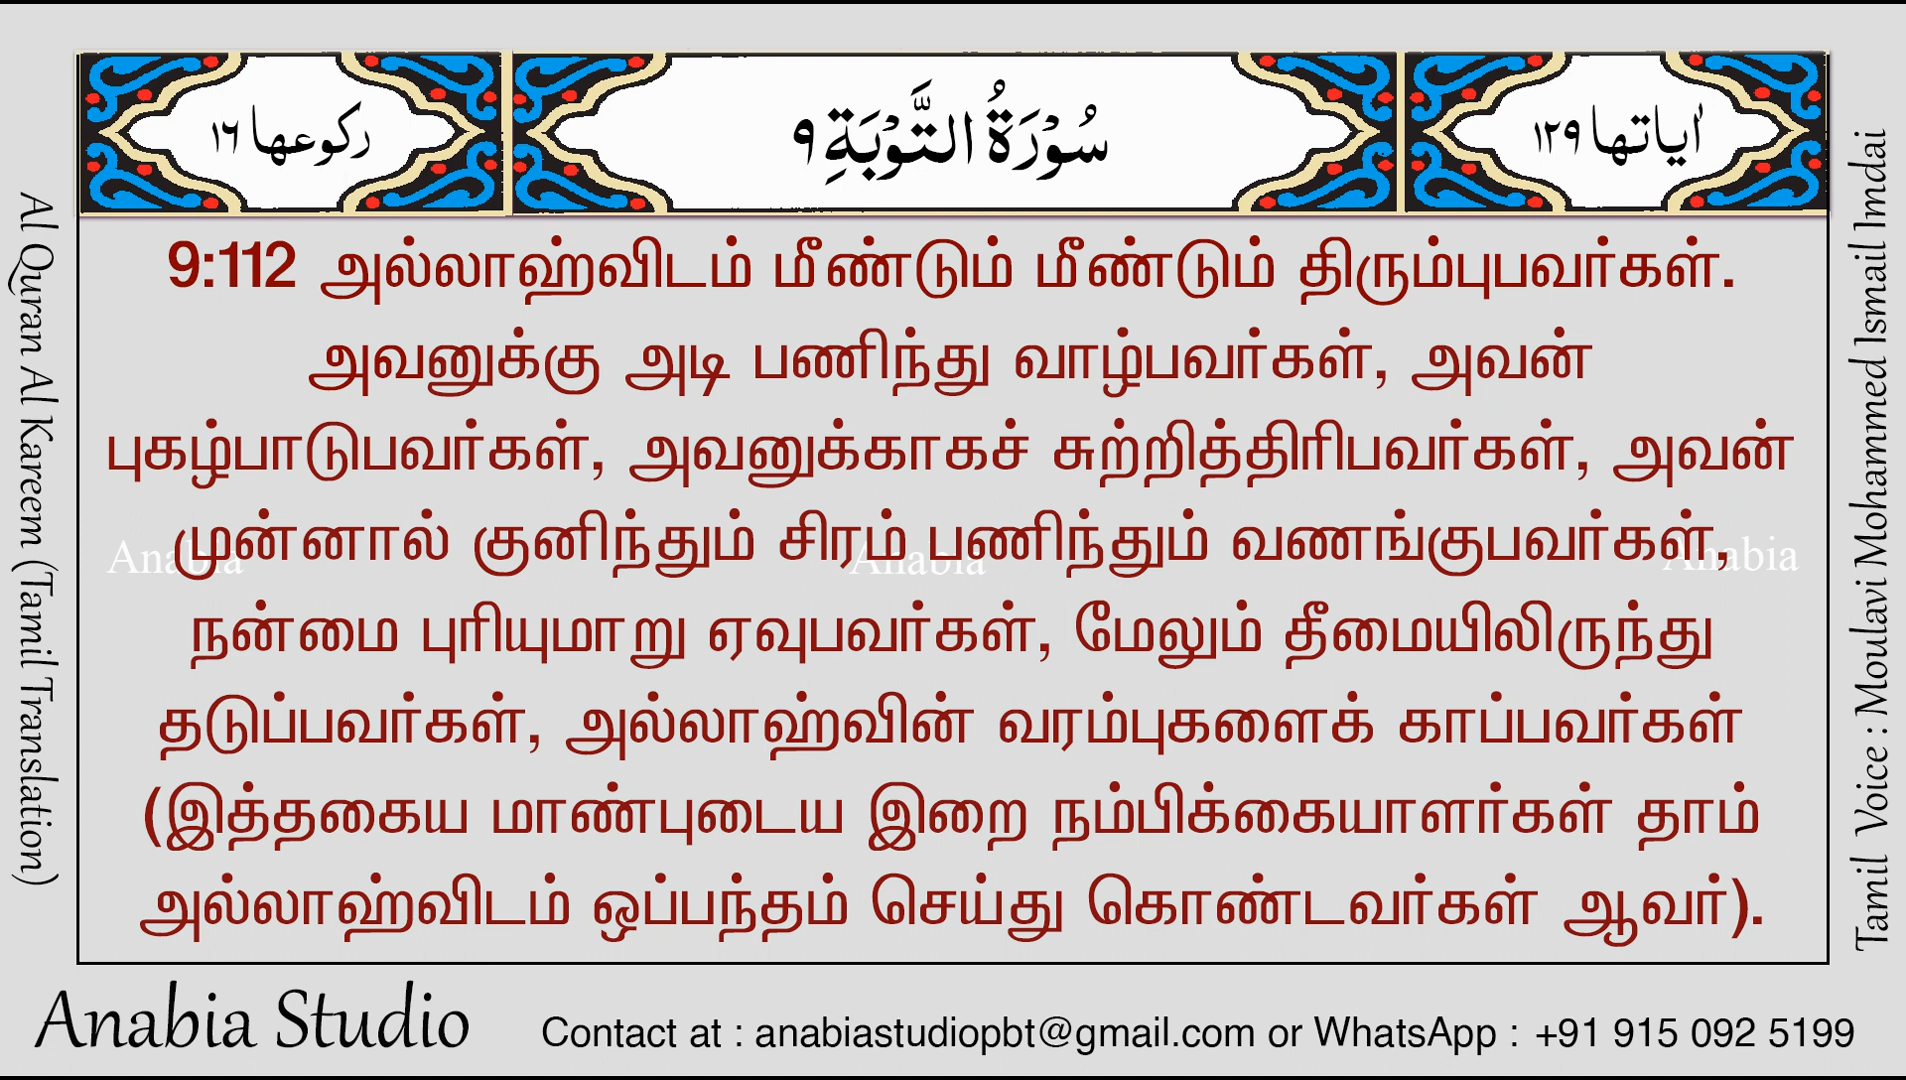 ركوعها ١٦
سُوْرَةُ التَّوْبَةِ ٩
اٰياتها ١٢٩
9:112 அல்லாஹ்விடம் மீண்டும் மீண்டும் திரும்புபவர்கள்.
அவனுக்கு அடி பணிந்து வாழ்பவர்கள், அவன்
புகழ்பாடுபவர்கள், அவனுக்காகச் சுற்றித்திரிபவர்கள், அவன்
முன்னால் குனிந்தும் சிரம் பணிந்தும் வணங்குபவர்கள்,
நன்மை புரியுமாறு ஏவுபவர்கள், மேலும் தீமையிலிருந்து
தடுப்பவர்கள், அல்லாஹ்வின் வரம்புகளைக் காப்பவர்கள்
(இத்தகைய மாண்புடைய இறை நம்பிக்கையாளர்கள் தாம்
அல்லாஹ்விடம் ஒப்பந்தம் செய்து கொண்டவர்கள் ஆவர்).
Anabia
Anabia
Anabia
Al Quran Al Kareem (Tamil Translation)
Tamil Voice : Moulavi Mohammed Ismail Imdai
Anabia Studio
Contact at : anabiastudiopbt@gmail.com or WhatsApp : +91 915 092 5199